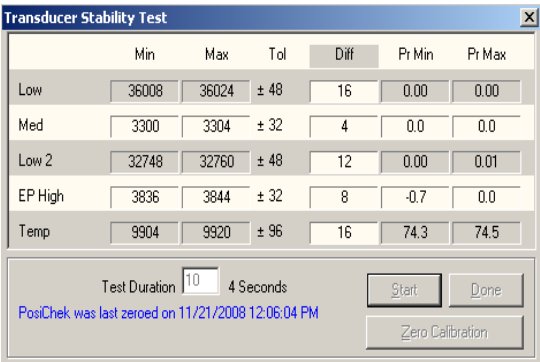 Transducer Stability Test
Min Max Tol Diff Pr Min Pr Max
Low 36008 36024 ± 48 16 0.00 0.00
Med 3300 3304 ± 32 4 0.0 0.0
Low 2 32748 32760 ± 48 12 0.00 0.01
EP High 3836 3844 ± 32 8 -0.7 0.0
Temp 9904 9920 ± 96 16 74.3 74.5
Test Duration 10 4 Seconds Start Done
PosiChek was last zeroed on 11/21/2008 12:06:04 PM
Zero Calibration